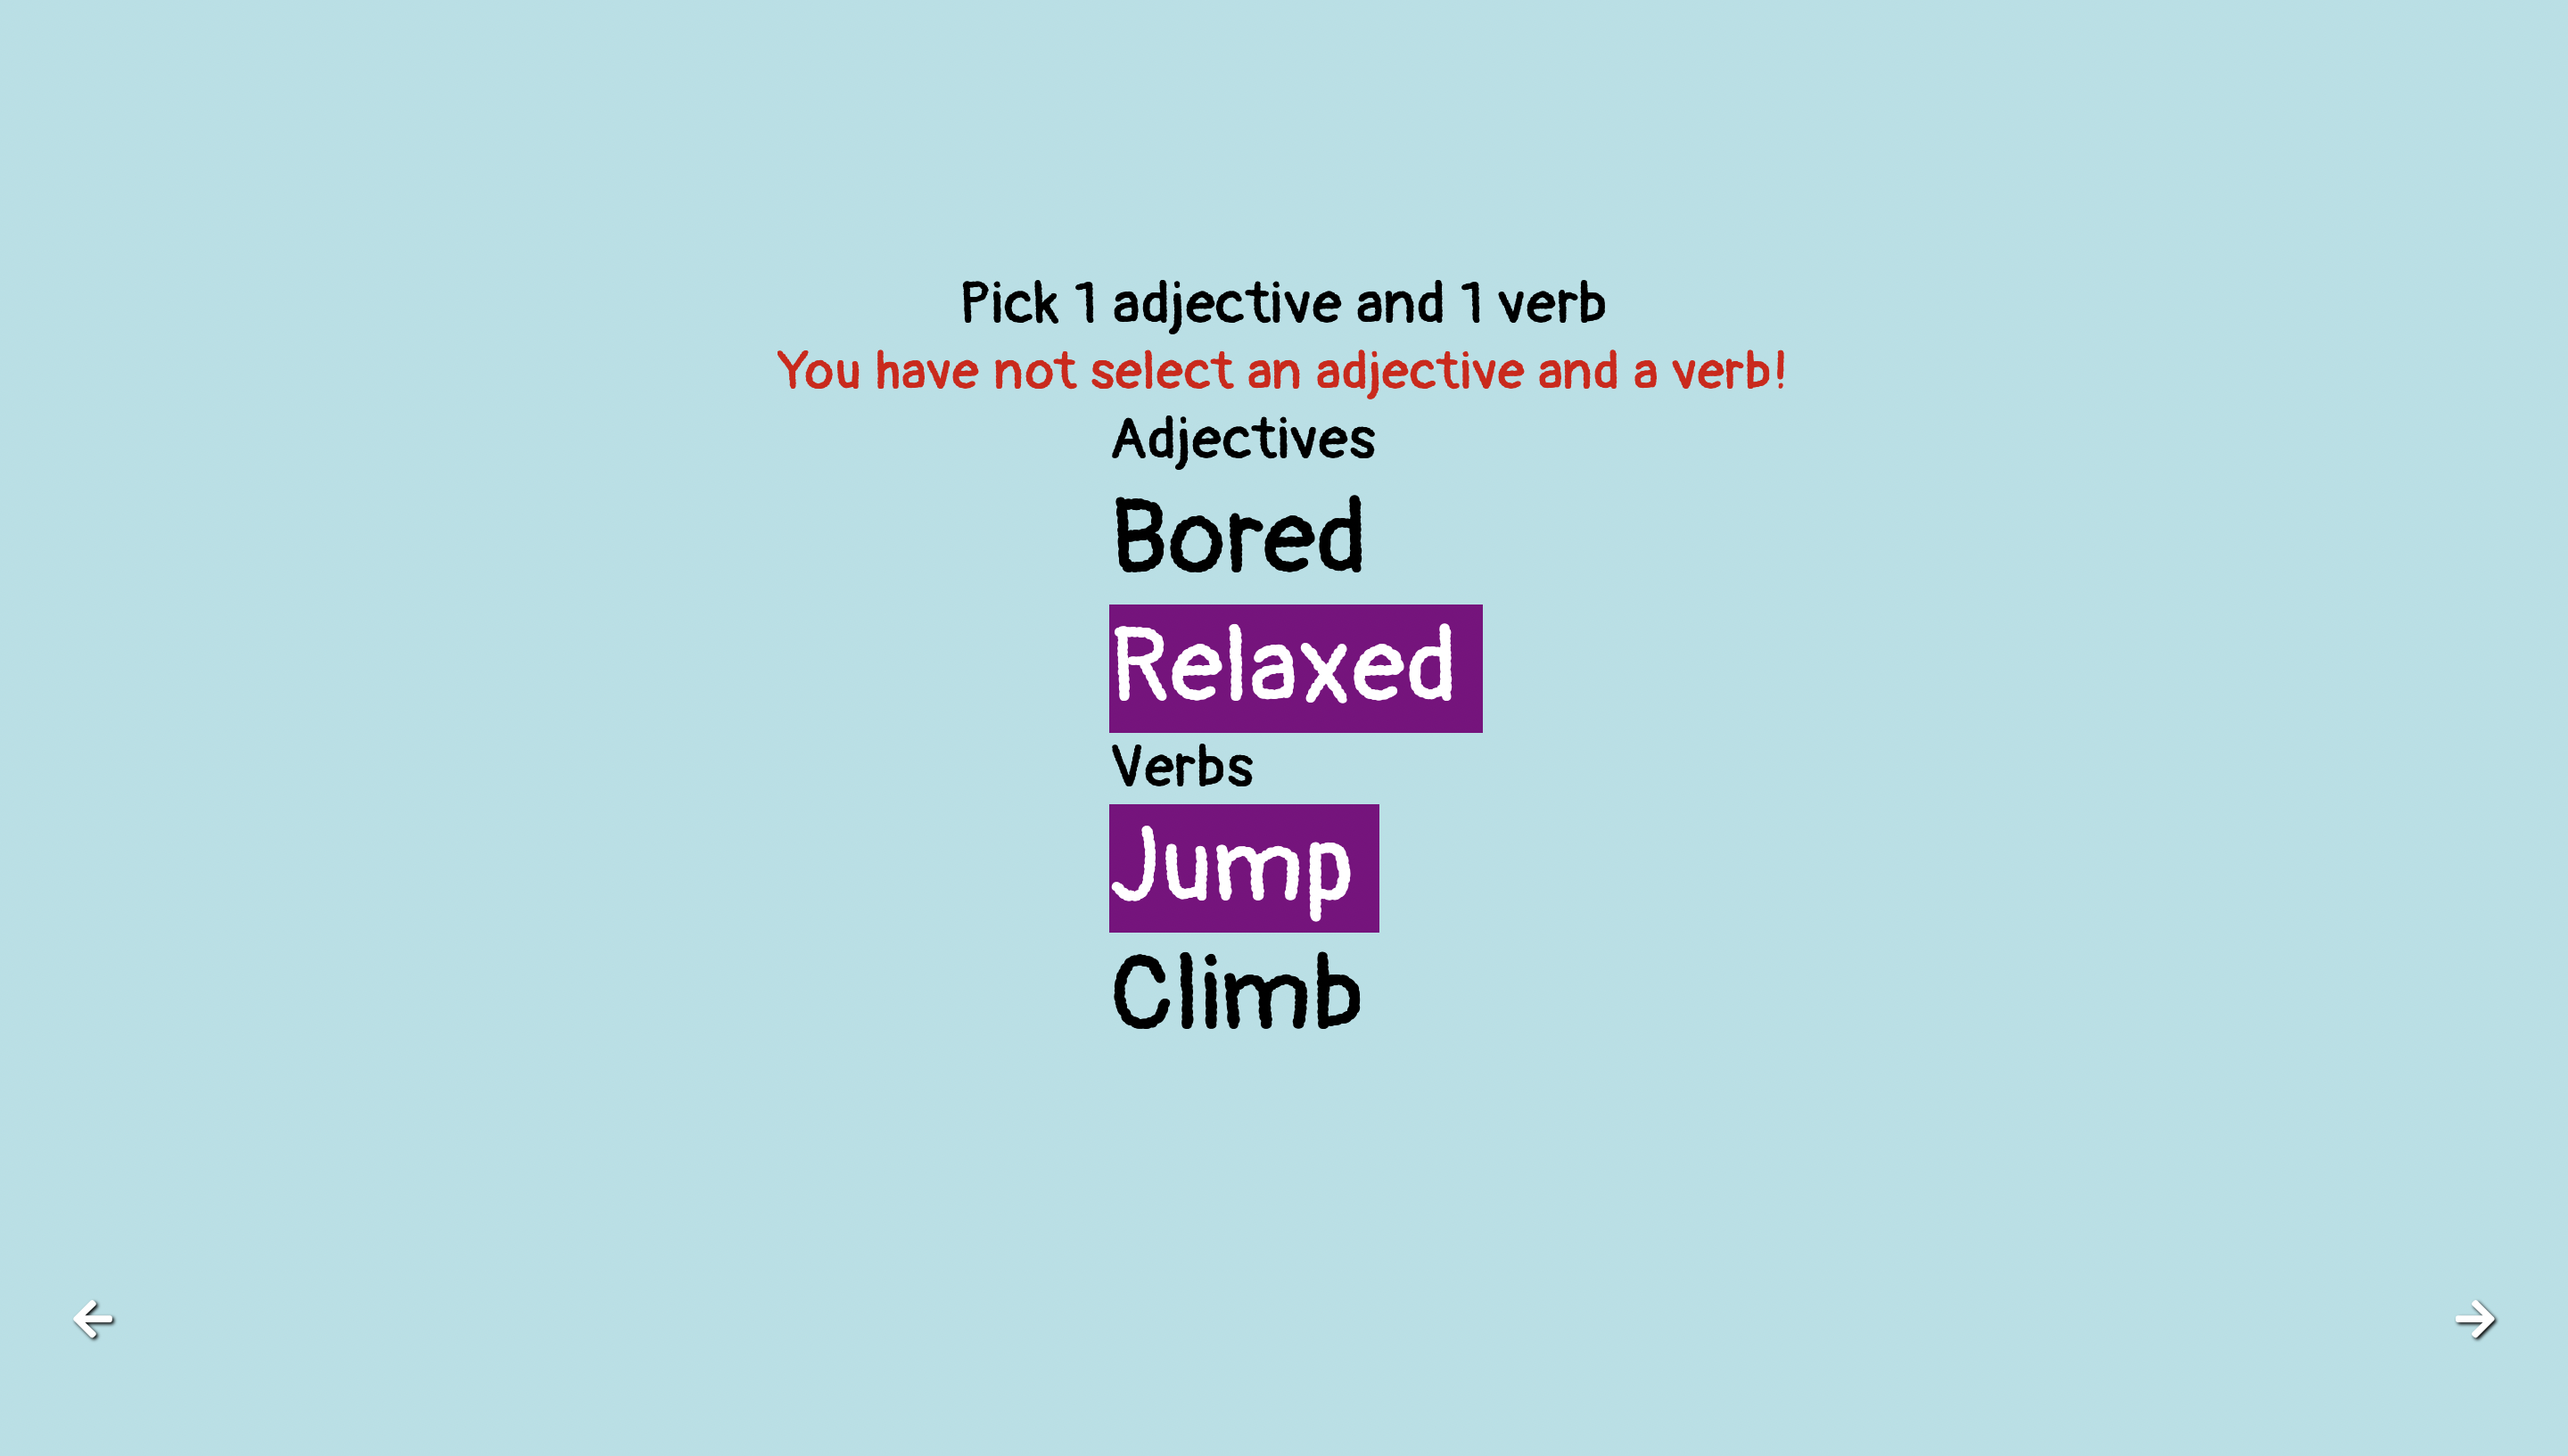 Pick 1 adjective and 1 verb
You have not select an adjective and a verb!
Adjectives
Bored
Relaxed
Verbs
Jump
Climb